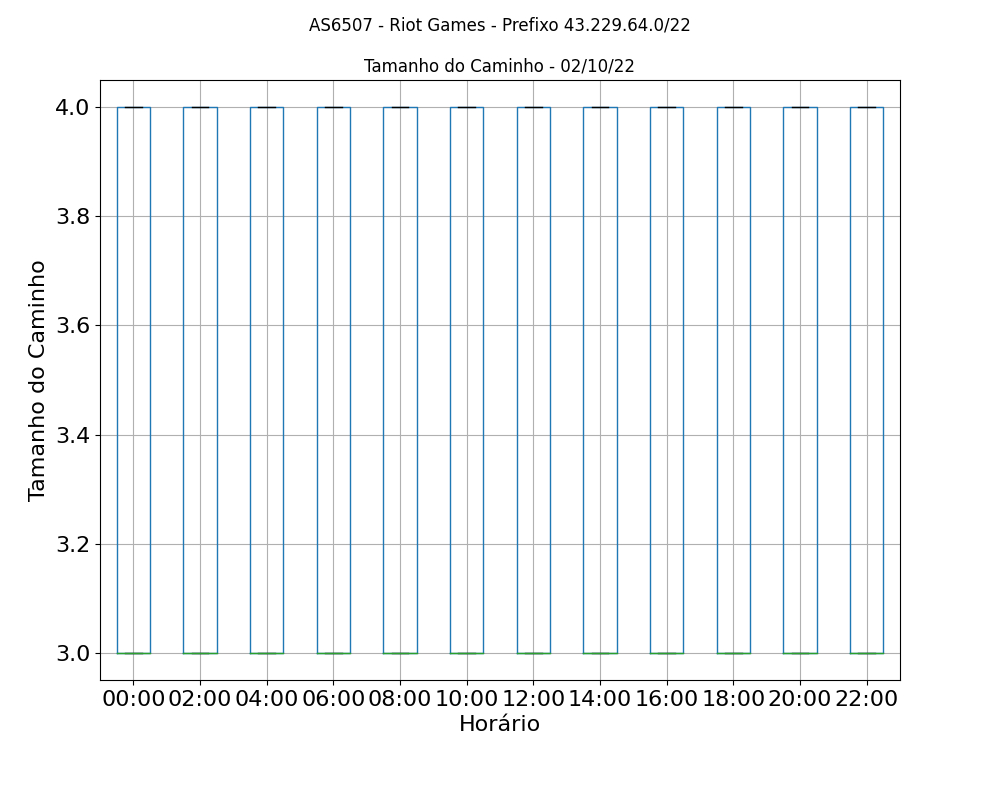 AS6507 - Riot Games - Prefixo 43.229.64.0/22
Tamanho do Caminho - 02/10/22
4.0
3.8
3.6
3.4
3.2
3.0
Tamanho do Caminho
00:00 02:00 04:00 06:00 08:00 10:00 12:00 14:00 16:00 18:00 20:00 22:00
Horário